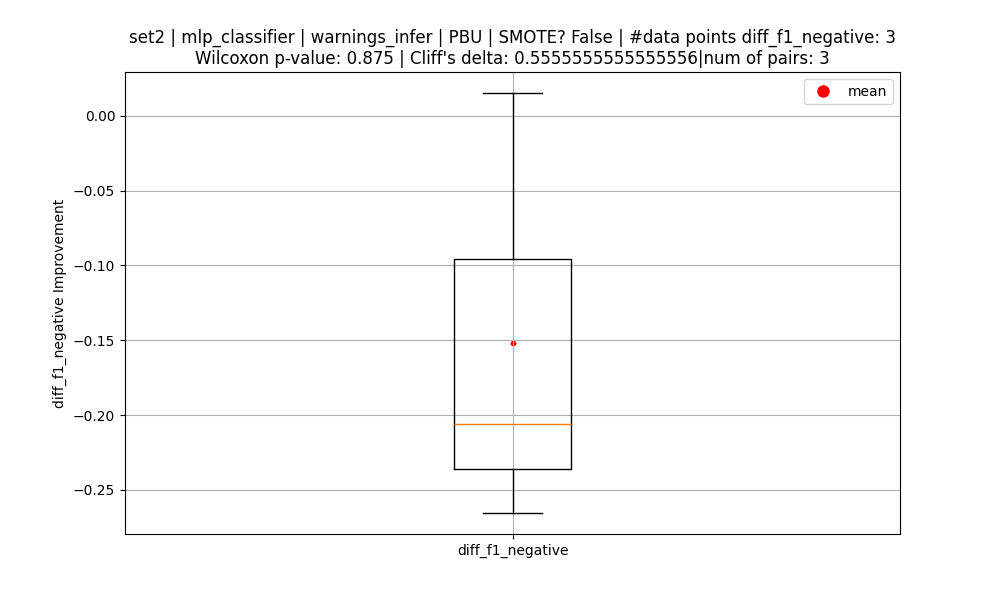 set2 | mlp_classifier | warnings_infer | PBU | SMOTE? False | #data points diff_f1_negative: 3
Wilcoxon p-value: 0.875 | Cliff's delta: 0.5555555555555556|num of pairs: 3
mean
0.00
−0.05
−0.10
−0.15
−0.20
−0.25
diff_f1_negative Improvement
diff_f1_negative